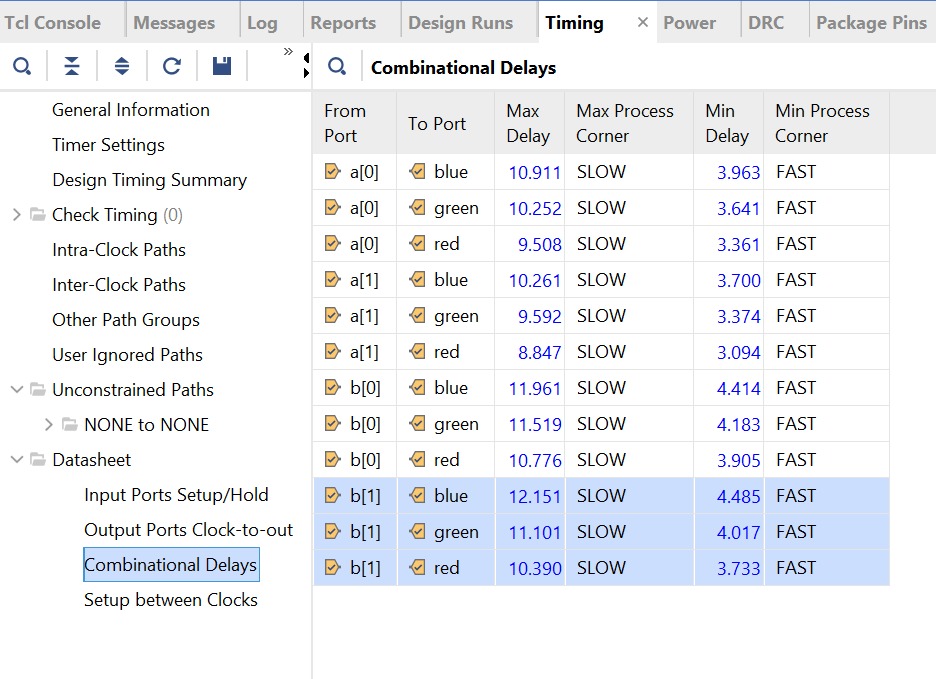 Tcl Console Messages Log Reports Design Runs Timing × Power DRC Package Pins
»
Combinational Delays
General Information
Timer Settings
Design Timing Summary
Check Timing (0)
Intra-Clock Paths
Inter-Clock Paths
Other Path Groups
User Ignored Paths
Unconstrained Paths
NONE to NONE
Datasheet
Input Ports Setup/Hold
Output Ports Clock-to-out
Combinational Delays
Setup between Clocks
From Port To Port Max Delay Max Process Corner Min Delay Min Process Corner
a[0] blue 10.911 SLOW 3.963 FAST
a[0] green 10.252 SLOW 3.641 FAST
a[0] red 9.508 SLOW 3.361 FAST
a[1] blue 10.261 SLOW 3.700 FAST
a[1] green 9.592 SLOW 3.374 FAST
a[1] red 8.847 SLOW 3.094 FAST
b[0] blue 11.961 SLOW 4.414 FAST
b[0] green 11.519 SLOW 4.183 FAST
b[0] red 10.776 SLOW 3.905 FAST
b[1] blue 12.151 SLOW 4.485 FAST
b[1] green 11.101 SLOW 4.017 FAST
b[1] red 10.390 SLOW 3.733 FAST